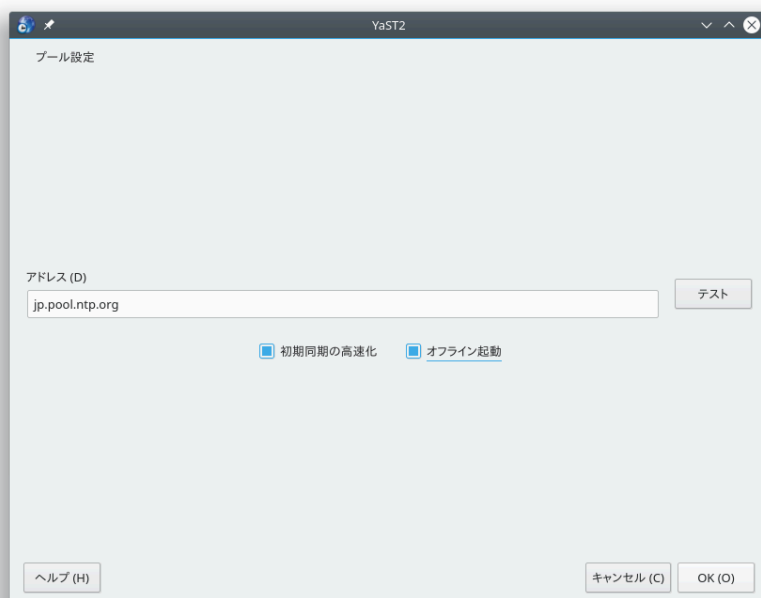 YaST2
プール設定
アドレス (D)
jp.pool.ntp.org
テスト
初期同期の高速化
オフライン起動
ヘルプ (H)
キャンセル (C)
OK (O)